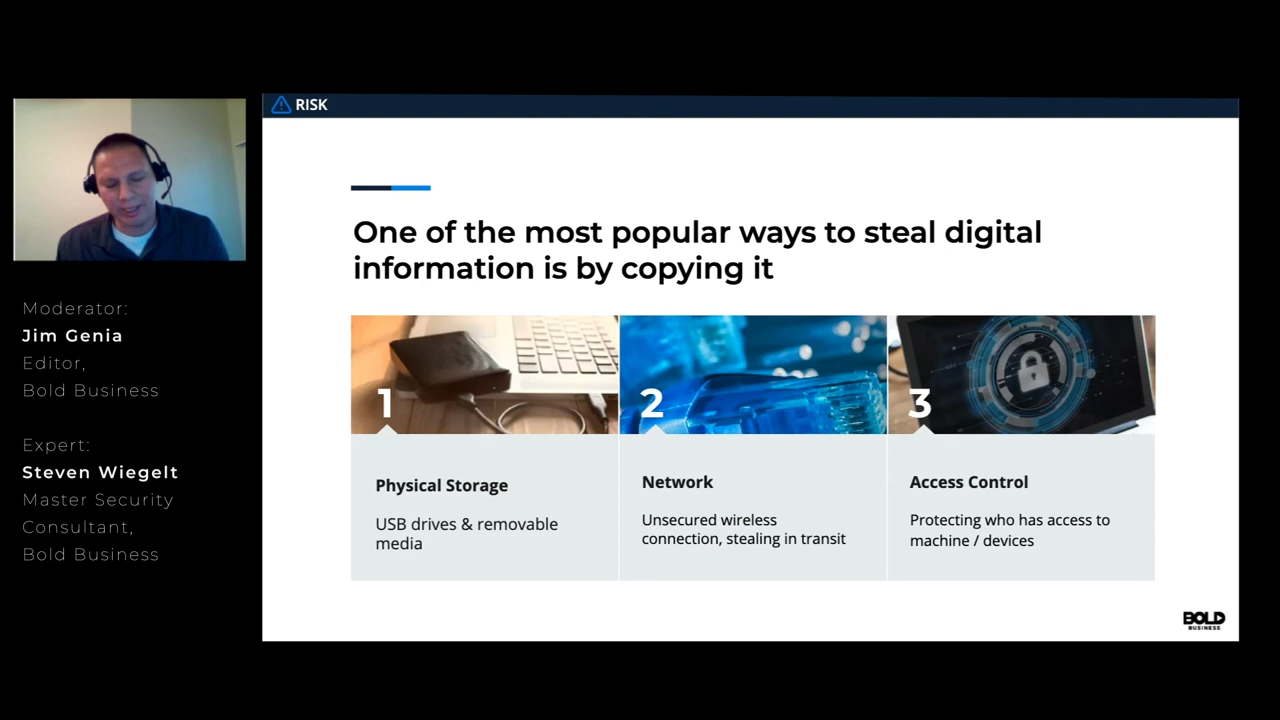 RISK
Moderator:
Jim Genia
Editor,
Bold Business
Expert:
Steven Wiegelt
Master Security
Consultant,
Bold Business
One of the most popular ways to steal digital
information is by copying it
1
Physical Storage
USB drives & removable
media
2
Network
Unsecured wireless
connection, stealing in transit
3
Access Control
Protecting who has access to
machine / devices
BOLD
BUSINESS